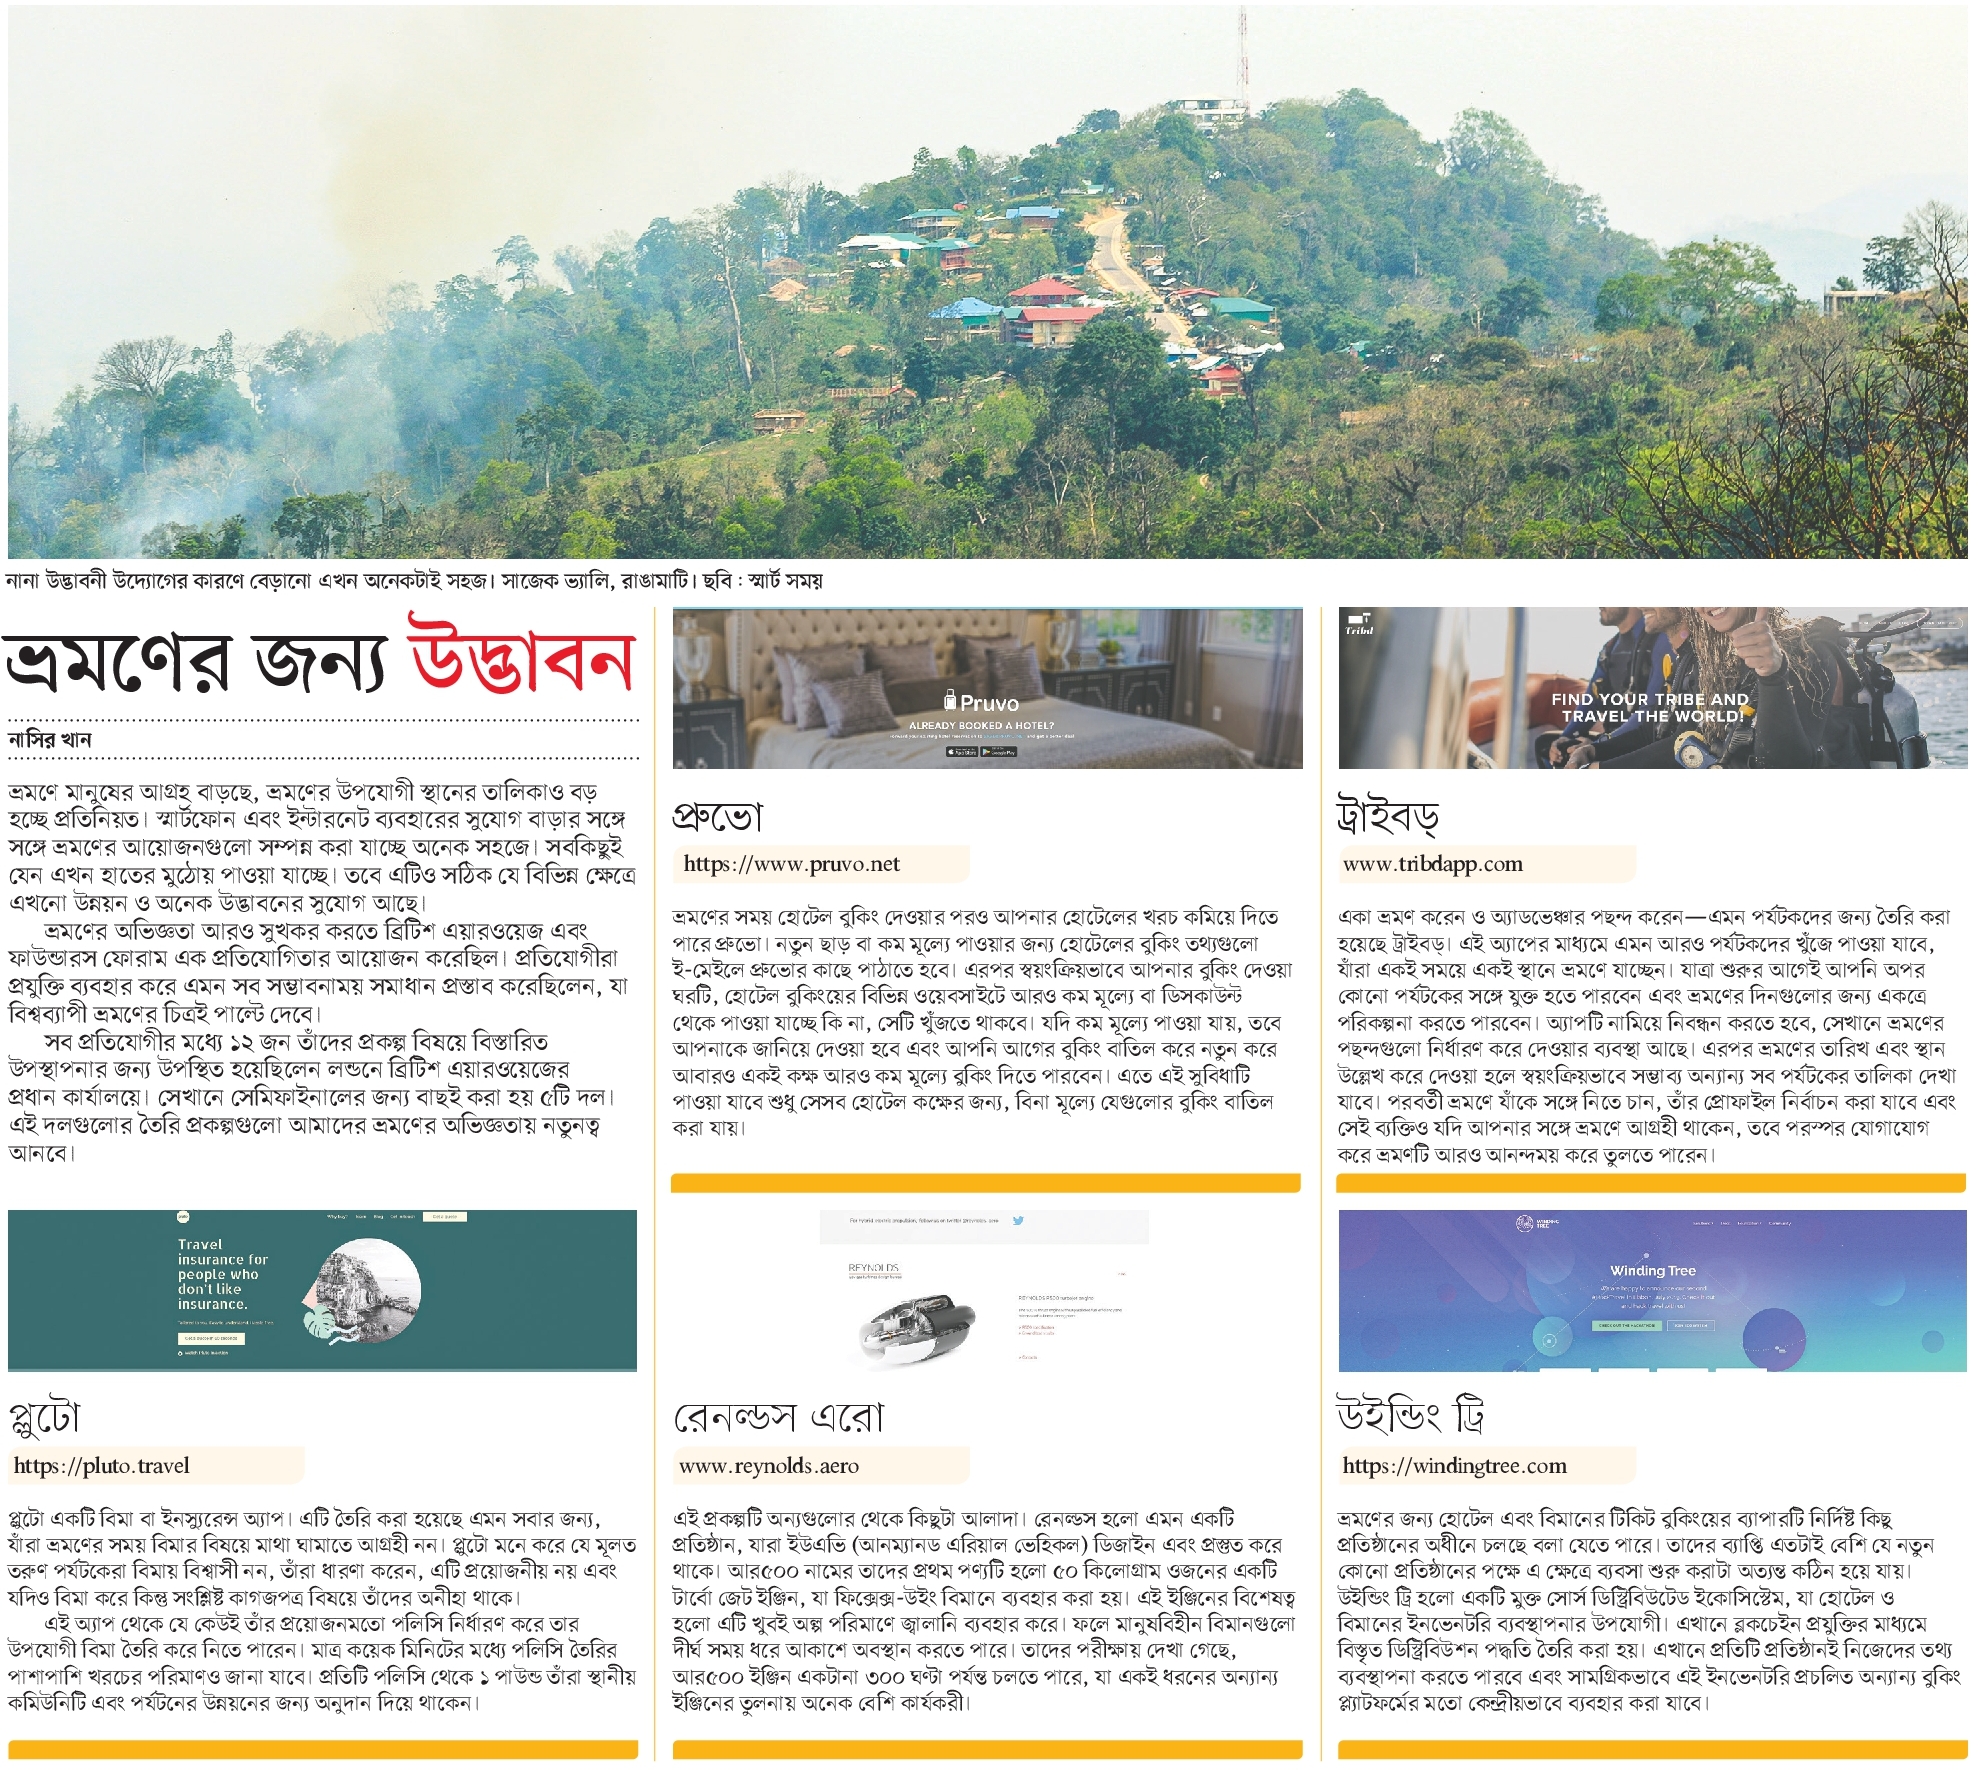 নানা উদ্ভাবনী উদ্যোগের কারণে বেড়ানো এখন অনেকটাই সহজ। সাজেক ভ্যালি, রাঙামাটি। ছবি : স্মার্ট সময়
ভ্রমণের জন্য উদ্ভাবন
নাসির খান
ভ্রমণে মানুষের আগ্রহ বাড়ছে, ভ্রমণের উপযোগী স্থানের তালিকাও বড়
হচ্ছে প্রতিনিয়ত। স্মার্টফোন এবং ইন্টারনেট ব্যবহারের সুযোগ বাড়ার সঙ্গে
সঙ্গে ভ্রমণের আয়োজনগুলো সম্পন্ন করা যাচ্ছে অনেক সহজে। সবকিছুই
যেন এখন হাতের মুঠোয় পাওয়া যাচ্ছে। তবে এটিও সঠিক যে বিভিন্ন ক্ষেত্রে
এখনো উন্নয়ন ও অনেক উদ্ভাবনের সুযোগ আছে।
ভ্রমণের অভিজ্ঞতা আরও সুখকর করতে ব্রিটিশ এয়ারওয়েজ এবং
ফাউন্ডারস ফোরাম এক প্রতিযোগিতার আয়োজন করেছিল। প্রতিযোগীরা
প্রযুক্তি ব্যবহার করে এমন সব সম্ভাবনাময় সমাধান প্রস্তাব করেছিলেন, যা
বিশ্বব্যাপী ভ্রমণের চিত্রই পাল্টে দেবে।
সব প্রতিযোগীর মধ্যে ১২ জন তাঁদের প্রকল্প বিষয়ে বিস্তারিত
উপস্থাপনার জন্য উপস্থিত হয়েছিলেন লন্ডনে ব্রিটিশ এয়ারওয়েজের
প্রধান কার্যালয়ে। সেখানে সেমিফাইনালের জন্য বাছাই করা হয় ৫টি দল।
এই দলগুলোর তৈরি প্রকল্পগুলো আমাদের ভ্রমণের অভিজ্ঞতায় নতুনত্ব
আনবে।
Pruvo
ALREADY BOOKED A HOTEL?
App Store
Google Play
প্রুভো
https://www.pruvo.net
ভ্রমণের সময় হোটেল বুকিং দেওয়ার পরও আপনার হোটেলের খরচ কমিয়ে দিতে
পারে প্রুভো। নতুন ছাড় বা কম মূল্যে পাওয়ার জন্য হোটেলের বুকিং তথ্যগুলো
ই-মেইলে প্রুভোর কাছে পাঠাতে হবে। এরপর স্বয়ংক্রিয়ভাবে আপনার বুকিং দেওয়া
ঘরটি, হোটেল বুকিংয়ের বিভিন্ন ওয়েবসাইটে আরও কম মূল্যে বা ডিসকাউন্ট
থেকে পাওয়া যাচ্ছে কি না, সেটি খুঁজতে থাকবে। যদি কম মূল্যে পাওয়া যায়, তবে
আপনাকে জানিয়ে দেওয়া হবে এবং আপনি আগের বুকিং বাতিল করে নতুন করে
আবারও একই কক্ষ আরও কম মূল্যে বুকিং দিতে পারবেন। এতে এই সুবিধাটি
পাওয়া যাবে শুধু সেসব হোটেল কক্ষের জন্য, বিনা মূল্যে যেগুলোর বুকিং বাতিল
করা যায়।
Tribd
FIND YOUR TRIBE AND
TRAVEL THE WORLD!
ট্রাইবড্
www.tribdapp.com
একা ভ্রমণ করেন ও অ্যাডভেঞ্চার পছন্দ করেন—এমন পর্যটকদের জন্য তৈরি করা
হয়েছে ট্রাইবড্। এই অ্যাপের মাধ্যমে এমন আরও পর্যটকদের খুঁজে পাওয়া যাবে,
যাঁরা একই সময়ে একই স্থানে ভ্রমণে যাচ্ছেন। যাত্রা শুরুর আগেই আপনি অপর
কোনো পর্যটকের সঙ্গে যুক্ত হতে পারবেন এবং ভ্রমণের দিনগুলোর জন্য একত্রে
পরিকল্পনা করতে পারবেন। অ্যাপটি নামিয়ে নিবন্ধন করতে হবে, সেখানে ভ্রমণের
পছন্দগুলো নির্ধারণ করে দেওয়ার ব্যবস্থা আছে। এরপর ভ্রমণের তারিখ এবং স্থান
উল্লেখ করে দেওয়া হলে স্বয়ংক্রিয়ভাবে সম্ভাব্য অন্যান্য সব পর্যটকের তালিকা দেখা
যাবে। পরবর্তী ভ্রমণে যাঁকে সঙ্গে নিতে চান, তাঁর প্রোফাইল নির্বাচন করা যাবে এবং
সেই ব্যক্তিও যদি আপনার সঙ্গে ভ্রমণে আগ্রহী থাকেন, তবে পরস্পর যোগাযোগ
করে ভ্রমণটি আরও আনন্দময় করে তুলতে পারেন।
Travel
insurance for
people who
don't like
insurance.
প্লুটো
https://pluto.travel
প্লুটো একটি বিমা বা ইনস্যুরেন্স অ্যাপ। এটি তৈরি করা হয়েছে এমন সবার জন্য,
যাঁরা ভ্রমণের সময় বিমার বিষয়ে মাথা ঘামাতে আগ্রহী নন। প্লুটো মনে করে যে মূলত
তরুণ পর্যটকেরা বিমায় বিশ্বাসী নন, তাঁরা ধারণা করেন, এটি প্রয়োজনীয় নয় এবং
যদিও বিমা করে কিন্তু সংশ্লিষ্ট কাগজপত্র বিষয়ে তাঁদের অনীহা থাকে।
এই অ্যাপ থেকে যে কেউই তাঁর প্রয়োজনমতো পলিসি নির্ধারণ করে তার
উপযোগী বিমা তৈরি করে নিতে পারেন। মাত্র কয়েক মিনিটের মধ্যে পলিসি তৈরির
পাশাপাশি খরচের পরিমাণও জানা যাবে। প্রতিটি পলিসি থেকে ১ পাউন্ড তাঁরা স্থানীয়
কমিউনিটি এবং পর্যটনের উন্নয়নের জন্য অনুদান দিয়ে থাকেন।
REYNOLDS
রেনল্ডস এরো
www.reynolds.aero
এই প্রকল্পটি অন্যগুলোর থেকে কিছুটা আলাদা। রেনল্ডস হলো এমন একটি
প্রতিষ্ঠান, যারা ইউএভি (আনম্যানড এরিয়াল ভেহিকল) ডিজাইন এবং প্রস্তুত করে
থাকে। আর৫০০ নামের তাদের প্রথম পণ্যটি হলো ৫০ কিলোগ্রাম ওজনের একটি
টার্বো জেট ইঞ্জিন, যা ফিক্সেক্স-উইং বিমানে ব্যবহার করা হয়। এই ইঞ্জিনের বিশেষত্ব
হলো এটি খুবই অল্প পরিমাণে জ্বালানি ব্যবহার করে। ফলে মানুষবিহীন বিমানগুলো
দীর্ঘ সময় ধরে আকাশে অবস্থান করতে পারে। তাদের পরীক্ষায় দেখা গেছে,
আর৫০০ ইঞ্জিন একটানা ৩০০ ঘণ্টা পর্যন্ত চলতে পারে, যা একই ধরনের অন্যান্য
ইঞ্জিনের তুলনায় অনেক বেশি কার্যকরী।
WINDING
TREE
Winding Tree
উইন্ডিং ট্রি
https://windingtree.com
ভ্রমণের জন্য হোটেল এবং বিমানের টিকিট বুকিংয়ের ব্যাপারটি নির্দিষ্ট কিছু
প্রতিষ্ঠানের অধীনে চলছে বলা যেতে পারে। তাদের ব্যাপ্তি এতটাই বেশি যে নতুন
কোনো প্রতিষ্ঠানের পক্ষে এ ক্ষেত্রে ব্যবসা শুরু করাটা অত্যন্ত কঠিন হয়ে যায়।
উইন্ডিং ট্রি হলো একটি মুক্ত সোর্স ডিস্ট্রিবিউটেড ইকোসিস্টেম, যা হোটেল ও
বিমানের ইনভেনটরি ব্যবস্থাপনার উপযোগী। এখানে ব্লকচেইন প্রযুক্তির মাধ্যমে
বিস্তৃত ডিস্ট্রিবিউশন পদ্ধতি তৈরি করা হয়। এখানে প্রতিটি প্রতিষ্ঠানই নিজেদের তথ্য
ব্যবস্থাপনা করতে পারবে এবং সামগ্রিকভাবে এই ইনভেনটরি প্রচলিত অন্যান্য বুকিং
প্ল্যাটফর্মের মতো কেন্দ্রীয়ভাবে ব্যবহার করা যাবে।